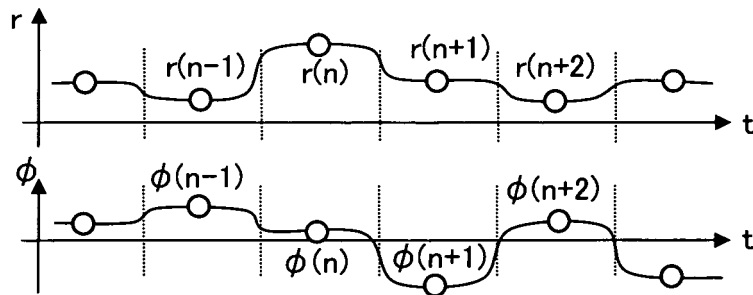 r
r(n-1)
r(n)
r(n+1)
r(n+2)
t
ϕ
ϕ(n-1)
ϕ(n)
ϕ(n+1)
ϕ(n+2)
t